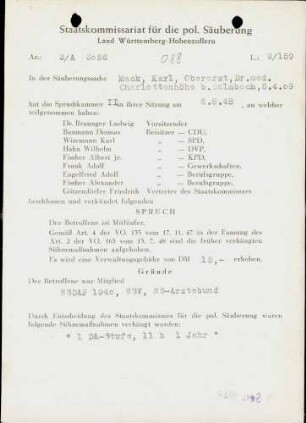 Staatskommissariat für die pol. Säuberung
Land Württemberg-Hohenzollern
Az.: 2/A 3056 088 L: 2/159
In der Säuberungssache Mack, Karl, Oberarzt, Dr.med.
Charlottenhöhe b. Calmbach, 5.4.09
hat die Spruchkammer II in ihrer Sitzung am 6.8.48, an welcher
teilgenommen haben:
Dr. Brauger Ludwig Vorsitzender
Baumann Thomas Beisitzer – CDU,
Wizemann Karl „ – SPD,
Hahn Wilhelm „ – DVP,
Fischer Albert jr. „ – KPD,
Frank Adolf „ – Gewerkschaften,
Engelfried Adolf „ – Berufsgruppe,
Fischer Alexander „ – Berufsgruppe,
Götzendörfer Friedrich Vertreter des Staatskommissars
beschlossen und verkündet folgenden
SPRUCH
Der Betroffene ist Mitläufer.
Gemäß Art. 4 der VO. 133 vom 17. 11. 47 in der Fassung des
Art. 2 der VO. 165 vom 13. 7. 48 sind die früher verhängten
Sühnemaßnahmen aufgehoben.
Es wird eine Verwaltungsgebühr von DM 15,- erhoben.
Gründe
Der Betroffene war Mitglied
NSDAP 1940, NSV, NS-Ärztebund
Durch Entscheidung des Staatskommissars für die pol. Säuberung waren
folgende Sühnemaßnahmen verhängt worden:
" 1 DA-Stufe, 11 b 1 Jahr "